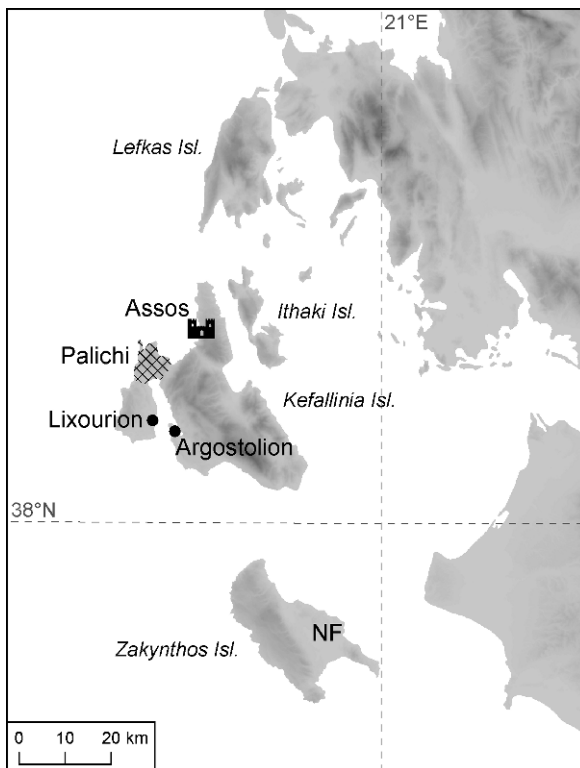 21°E
Lefkas Isl.
Assos
Ithaki Isl.
Palichi
Kefallinia Isl.
Lixourion
Argostolion
38°N
NF
Zakynthos Isl.
0 10 20 km